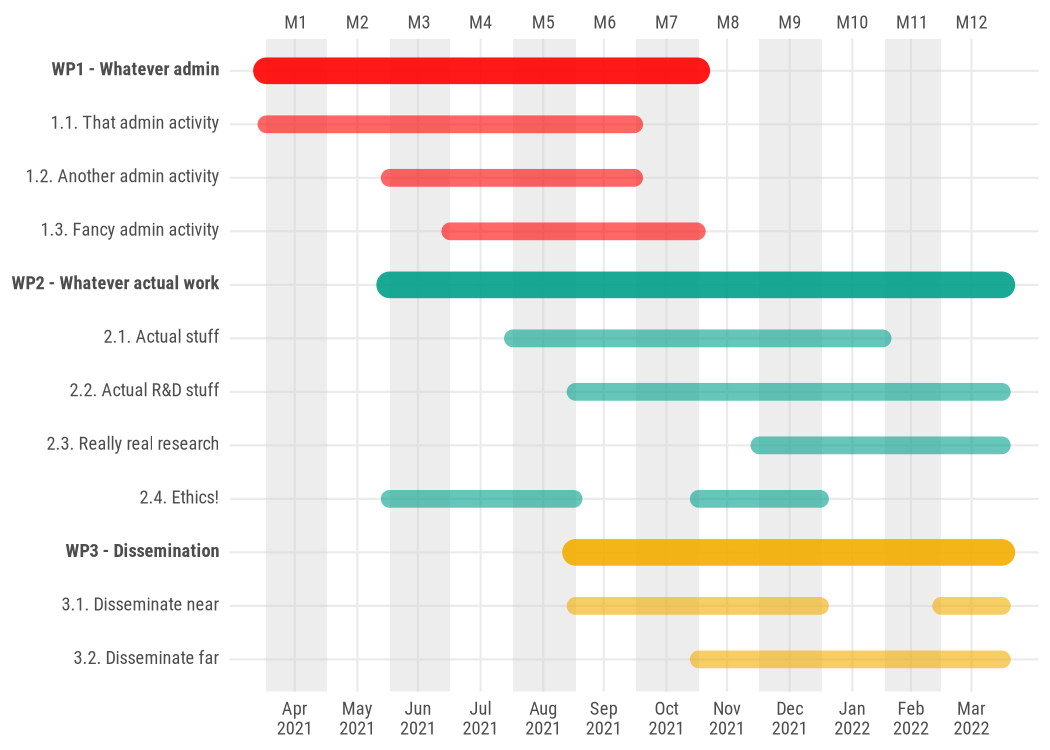 M1 M2 M3 M4 M5 M6 M7 M8 M9 M10 M11 M12
WP1 - Whatever admin
1.1. That admin activity
1.2. Another admin activity
1.3. Fancy admin activity
WP2 - Whatever actual work
2.1. Actual stuff
2.2. Actual R&D stuff
2.3. Really real research
2.4. Ethics!
WP3 - Dissemination
3.1. Disseminate near
3.2. Disseminate far
Apr May Jun Jul Aug Sep Oct Nov Dec Jan Feb Mar
2021 2021 2021 2021 2021 2021 2021 2021 2021 2022 2022 2022